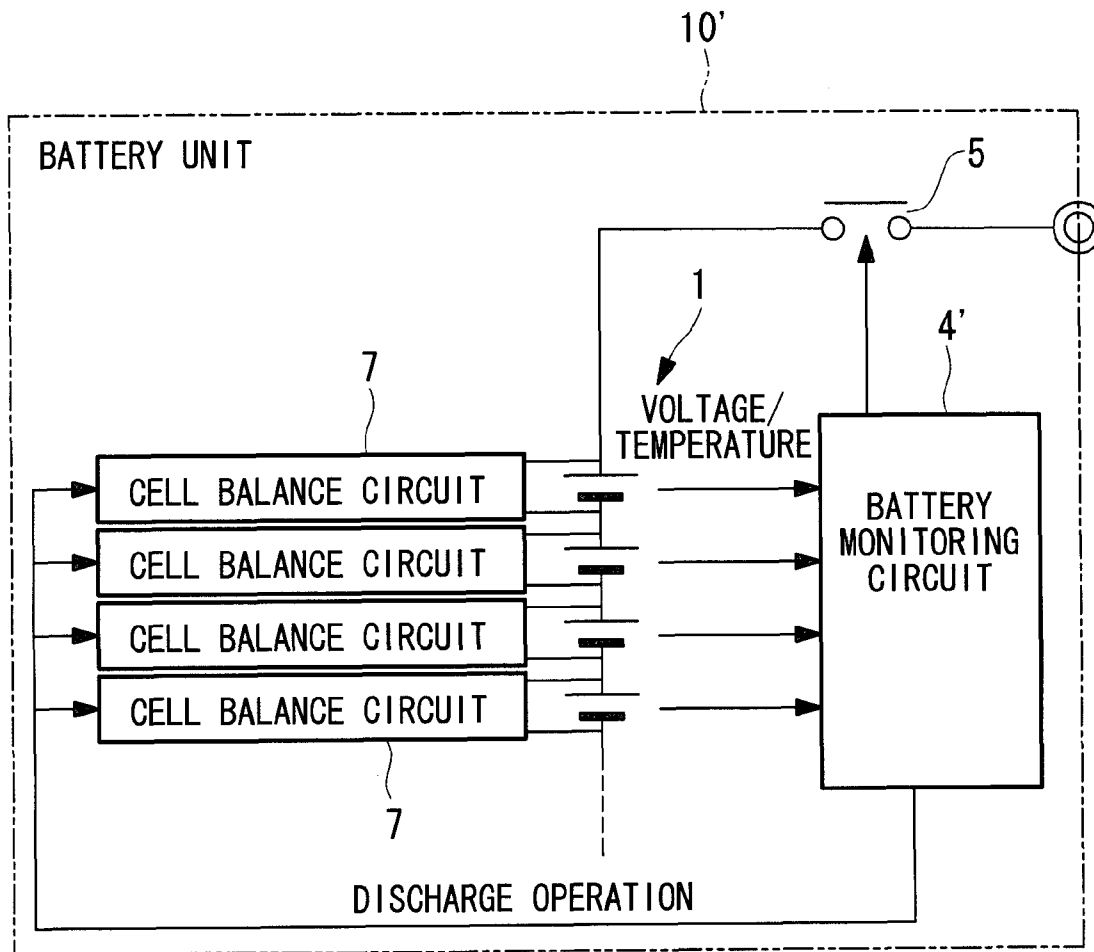 10'
BATTERY UNIT
5
1
4'
7
VOLTAGE/
TEMPERATURE
CELL BALANCE CIRCUIT
CELL BALANCE CIRCUIT
CELL BALANCE CIRCUIT
CELL BALANCE CIRCUIT
BATTERY
MONITORING
CIRCUIT
7
DISCHARGE OPERATION